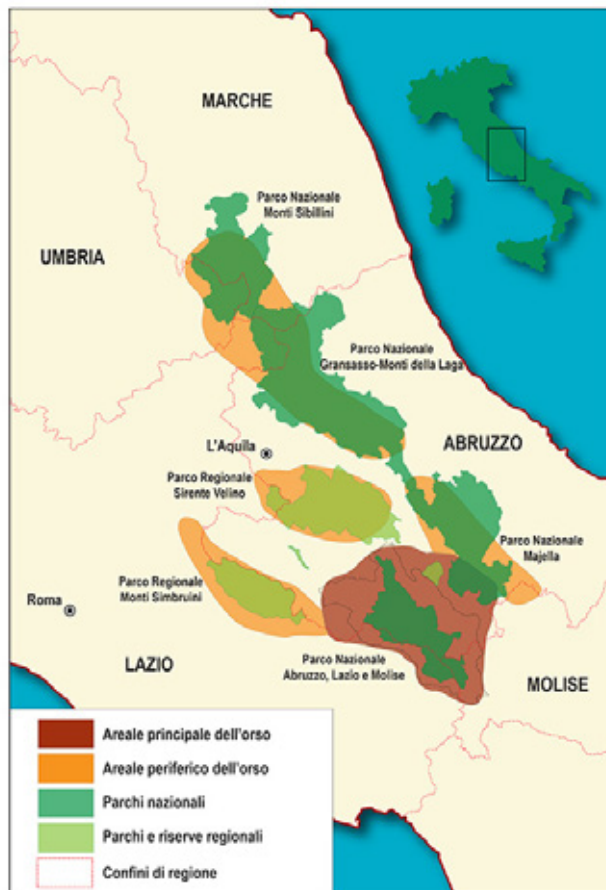 MARCHE
Parco Nazionale
Monti Sibillini
UMBRIA
Parco Nazionale
Gransasso-Monti della Laga
L'Aquila
ABRUZZO
Parco Regionale
Sirente Velino
Parco Nazionale
Majella
Parco Regionale
Monti Simbruini
Roma
LAZIO
Parco Nazionale
Abruzzo, Lazio e Molise
MOLISE
Areale principale dell'orso
Areale periferico dell'orso
Parchi nazionali
Parchi e riserve regionali
Confini di regione